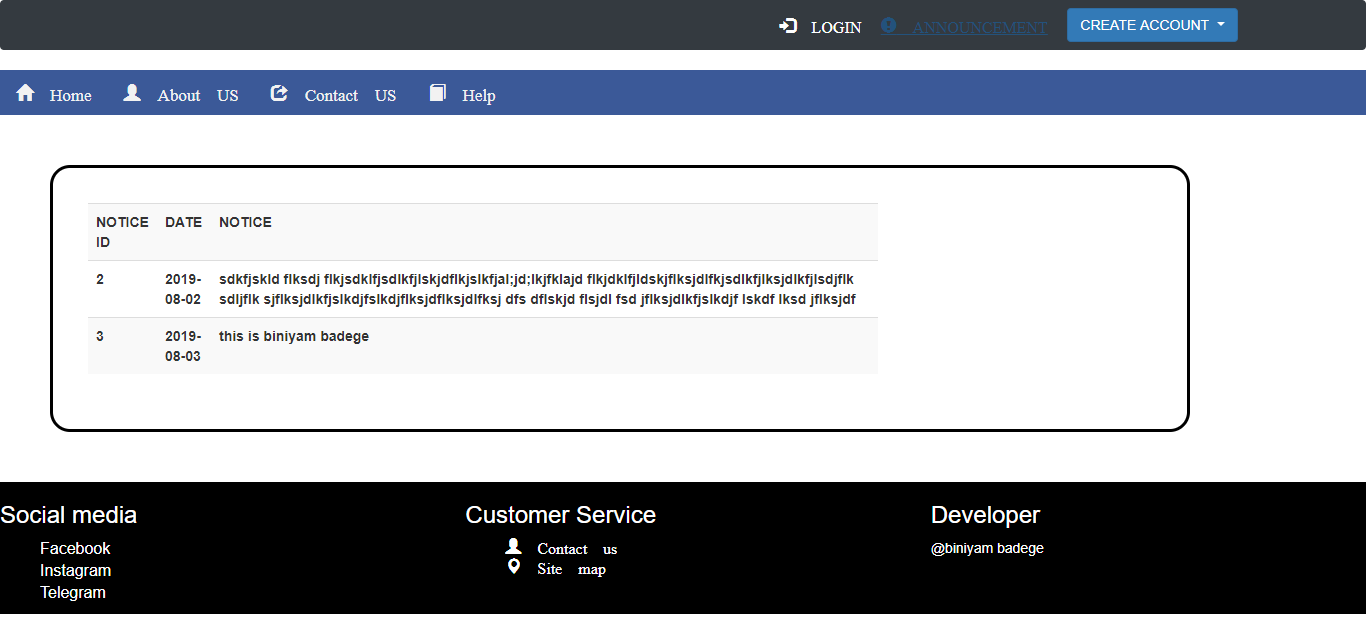 LOGIN ANNOUNCEMENT CREATE ACCOUNT
Home About US Contact US Help
NOTICE ID DATE NOTICE
2 2019-08-02 sdkfjskld flksdj flkjsdklfjsdlkfjlskjdflkjslkfjal;jd;lkjfklajd flkjdklfjldskjflksjdlfkjsdlkfjlksjdlkfjlsdjflk
sdljflk sjflksjdlkfjslkdjfslkdjflksjdflksjdlfksj dfs dflskjd flsjdl fsd jflksjdlkfjslkdjf lskdf lksd jflksjdf
3 2019-08-03 this is biniyam badege
Social media Customer Service Developer
Facebook Contact us @biniyam badege
Instagram Site map
Telegram